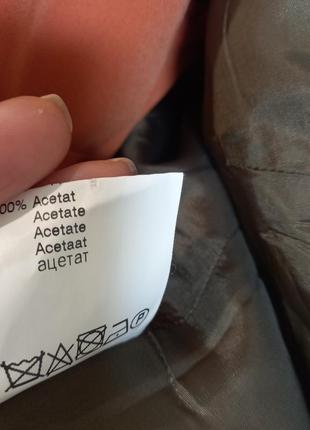 00% Acetat
Acetate
Acetate
Acetaat
ацетат
P